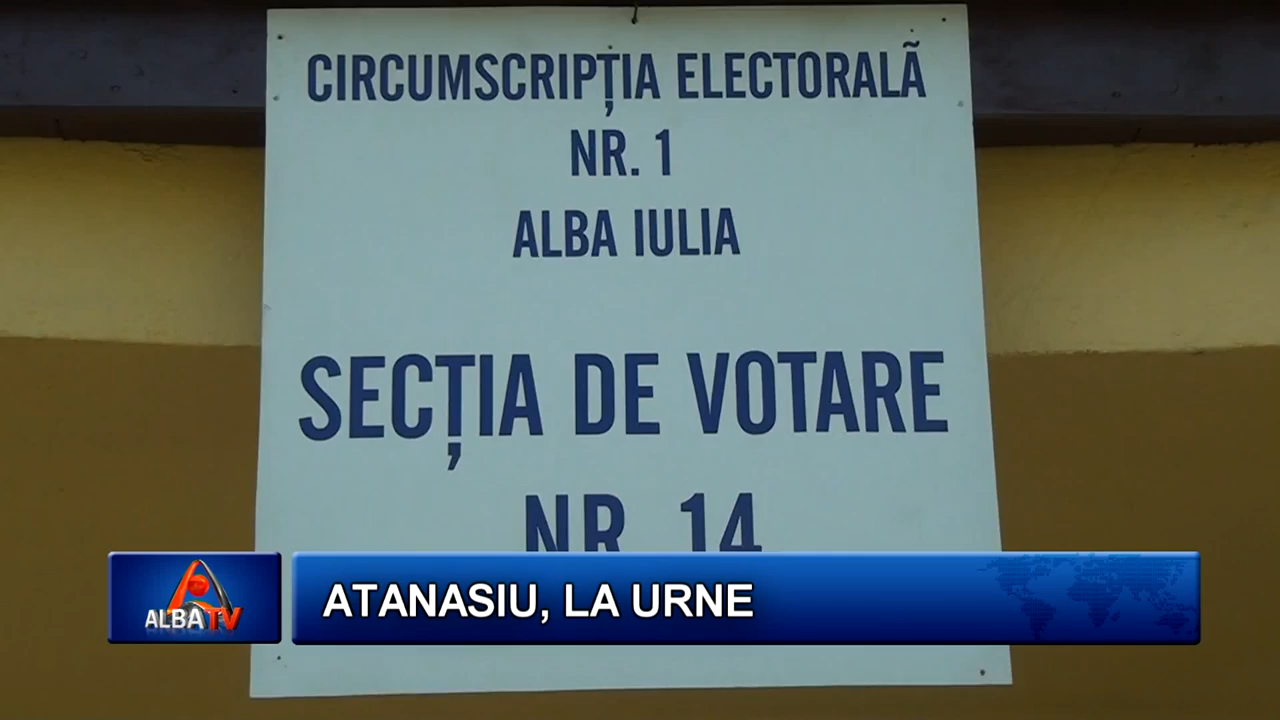 CIRCUMSCRIPȚIA ELECTORALĂ
NR. 1
ALBA IULIA
SECȚIA DE VOTARE
NR. 14
ALBA TV
ATANASIU, LA URNE